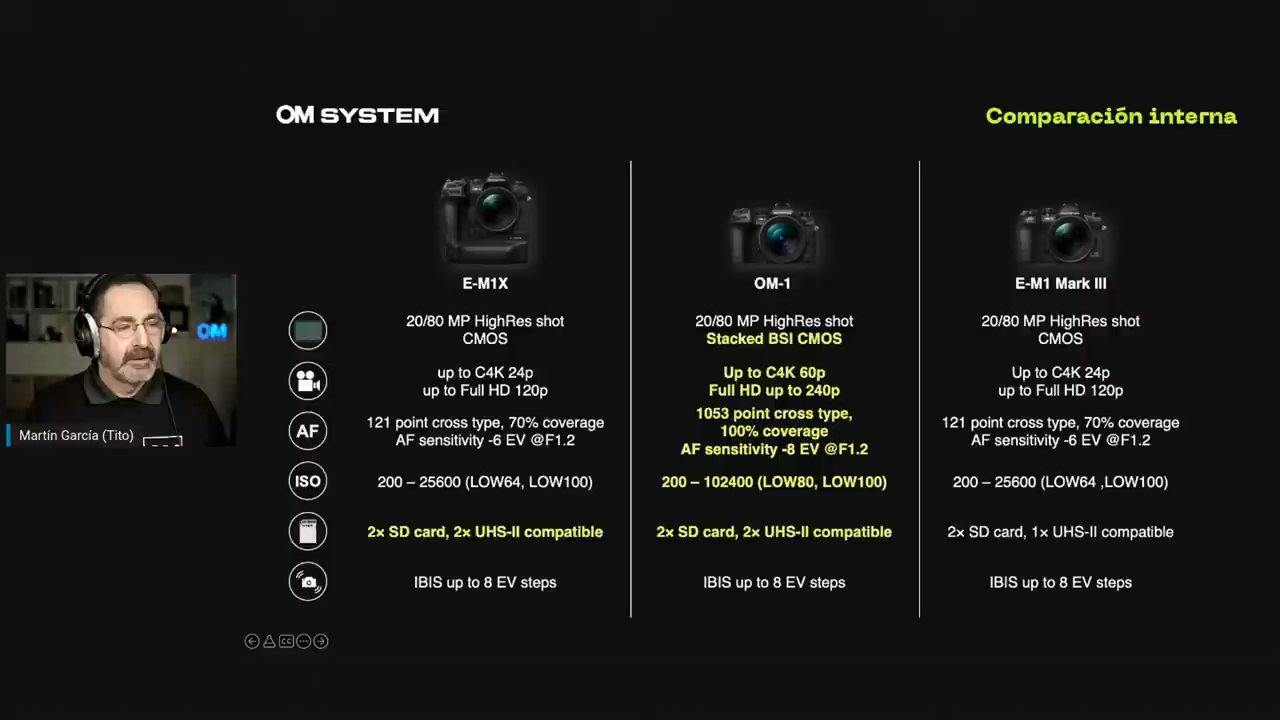 OM SYSTEM
Comparación interna
E-M1X
OM-1
E-M1 Mark III
20/80 MP HighRes shot
CMOS
20/80 MP HighRes shot
Stacked BSI CMOS
20/80 MP HighRes shot
CMOS
up to C4K 24p
up to Full HD 120p
Up to C4K 60p
Full HD up to 240p
Up to C4K 24p
up to Full HD 120p
AF
121 point cross type, 70% coverage
AF sensitivity -6 EV @F1.2
1053 point cross type,
100% coverage
AF sensitivity -8 EV @F1.2
121 point cross type, 70% coverage
AF sensitivity -6 EV @F1.2
ISO
200 – 25600 (LOW64, LOW100)
200 – 102400 (LOW80, LOW100)
200 – 25600 (LOW64 ,LOW100)
2x SD card, 2x UHS-II compatible
2x SD card, 2x UHS-II compatible
2x SD card, 1x UHS-II compatible
IBIS up to 8 EV steps
IBIS up to 8 EV steps
IBIS up to 8 EV steps
OM
Martín García (Tito)
CC